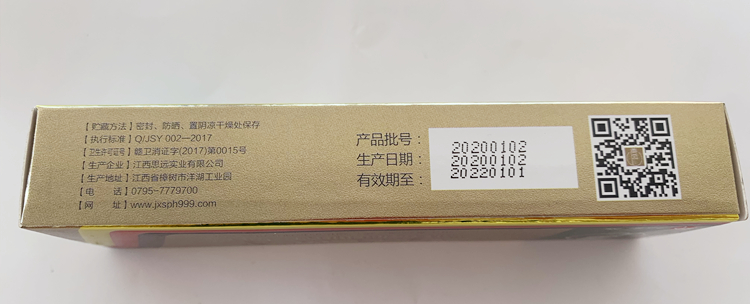 【贮藏方法】密封、防晒、置阴凉干燥处保存
【执行标准】Q/JSY 002—2017
【卫生许可证号】赣卫消证字(2017)第0015号
【生产企业】江西思远实业有限公司
【生产地址】江西省樟树市洋湖工业园
【电　　话】0795-7779700
【网　　址】www.jxsph999.com
产品批号：20200102
生产日期：20200102
有效期至：20220101